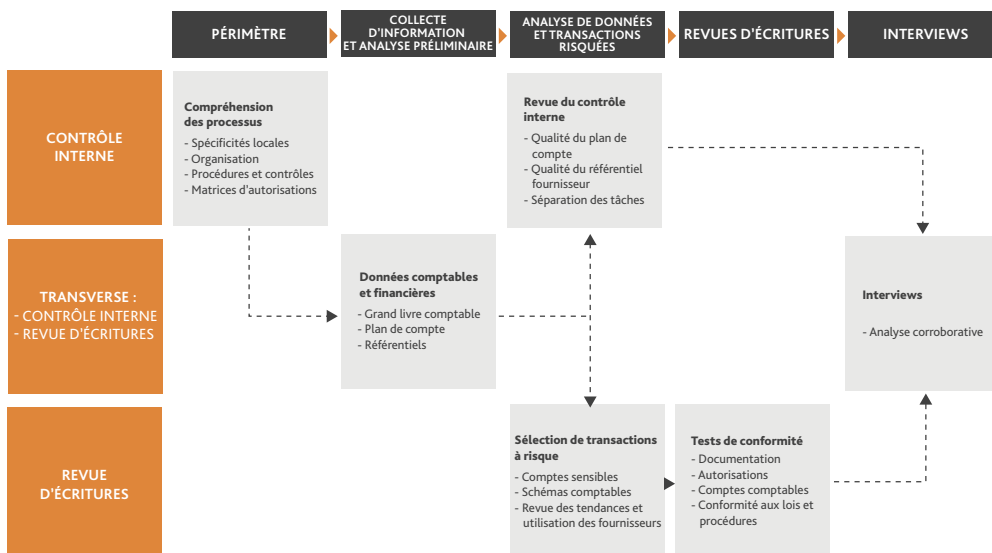 PÉRIMÈTRE
COLLECTE
D'INFORMATION
ET ANALYSE PRÉLIMINAIRE
ANALYSE DE DONNÉES
ET TRANSACTIONS
RISQUÉES
REVUES D'ÉCRITURES
INTERVIEWS
CONTRÔLE
INTERNE
Compréhension
des processus
- Spécificités locales
- Organisation
- Procédures et contrôles
- Matrices d'autorisations
Revue du contrôle
interne
- Qualité du plan de
compte
- Qualité du référentiel
fournisseur
- Séparation des tâches
TRANSVERSE :
- CONTRÔLE INTERNE
- REVUE D'ÉCRITURES
Données comptables
et financières
- Grand livre comptable
- Plan de compte
- Référentiels
Interviews
- Analyse corroborative
REVUE
D'ÉCRITURES
Sélection de transactions
à risque
- Comptes sensibles
- Schémas comptables
- Revue des tendances et
utilisation des fournisseurs
Tests de conformité
- Documentation
- Autorisations
- Comptes comptables
- Conformité aux lois et
procédures